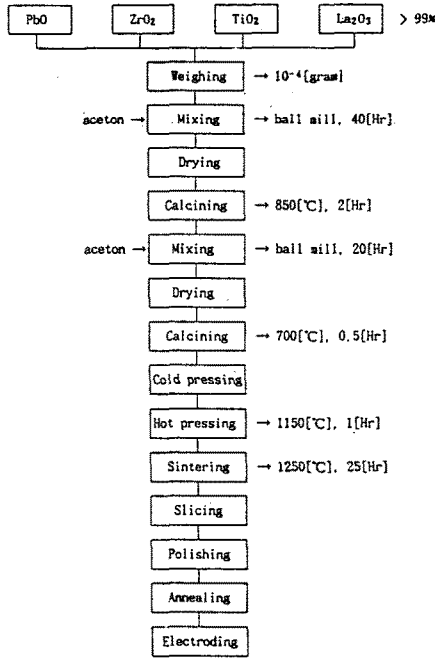 PbO ZrO₂ TiO₂ La₂O₃ > 99%
Weighing → 10⁻⁴[gram]
aceton → Mixing → ball mill, 40[Hr]
Drying
Calcining → 850[℃], 2[Hr]
aceton → Mixing → ball mill, 20[Hr]
Drying
Calcining → 700[℃], 0.5[Hr]
Cold pressing
Hot pressing → 1150[℃], 1[Hr]
Sintering → 1250[℃], 25[Hr]
Slicing
Polishing
Annealing
Electroding